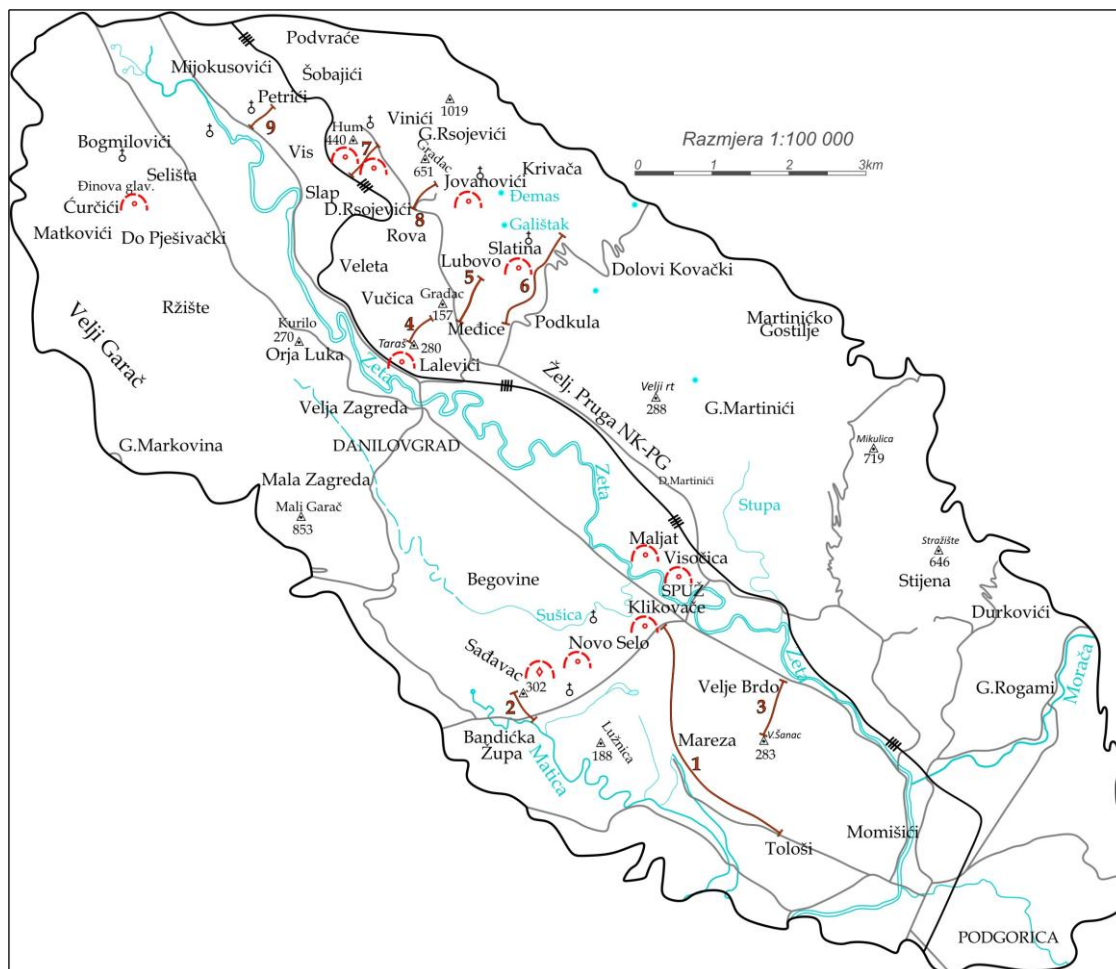 Podvraće
Mijokusovići
Šobajići
Petrići
1019
9
Hum
440
Vinići
G.Rsojevići
Bogmilovići
Vis
7
Gradac
651
Krivača
Selišta
Jovanovići
Đemas
Đinova glav.
Ćurčići
Slap
D.Rsojevići
8
Galištak
Matkovići
Do Pješivački
Rova
Slatina
Lubovo
Veleta
5
6
Dolovi Kovački
Ržište
Vučica
Gradac
157
Kurilo
270
Orja Luka
4
Međice
Podkula
Martinićko
Gostilje
Velji Garač
Taraš
280
Zeta
Lalevići
Želj. Pruga NK-PG
Velji rt
288
G.Martinići
Velja Zagreda
G.Markovina
DANILOVGRAD
Mikulica
719
Mala Zagreda
Zeta
D.Martinići
Mali Garač
853
Stupa
Maljat
Visočica
Stražište
646
Stijena
Begovine
SPUŽ
Sušica
Klikovače
Durkovići
Novo Selo
Zeta
Morača
Sađavac
302
Velje Brdo
G.Rogami
2
3
Bandićka
Župa
Lužnica
188
Mareza
V.Šanac
283
Matica
1
Momišići
Tološi
PODGORICA
Razmjera 1:100 000
0 1 2 3km